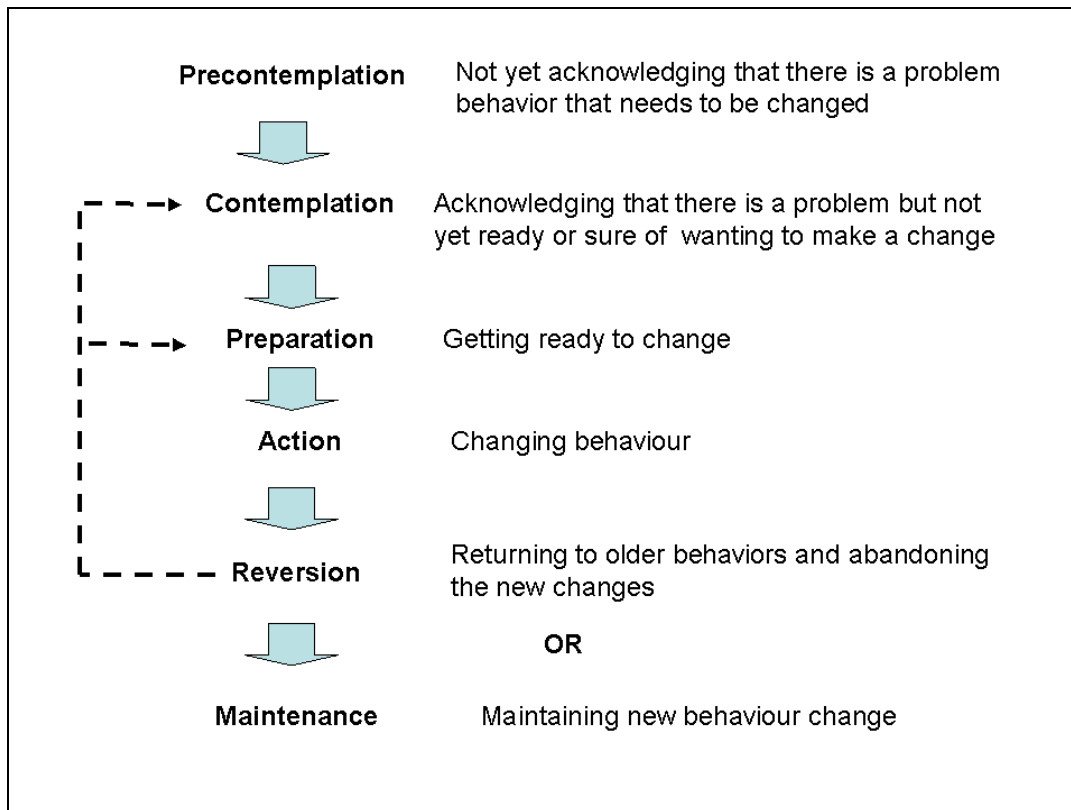 Precontemplation
Not yet acknowledging that there is a problem
behavior that needs to be changed
Contemplation
Acknowledging that there is a problem but not
yet ready or sure of wanting to make a change
Preparation
Getting ready to change
Action
Changing behaviour
Reversion
Returning to older behaviors and abandoning
the new changes
OR
Maintenance
Maintaining new behaviour change